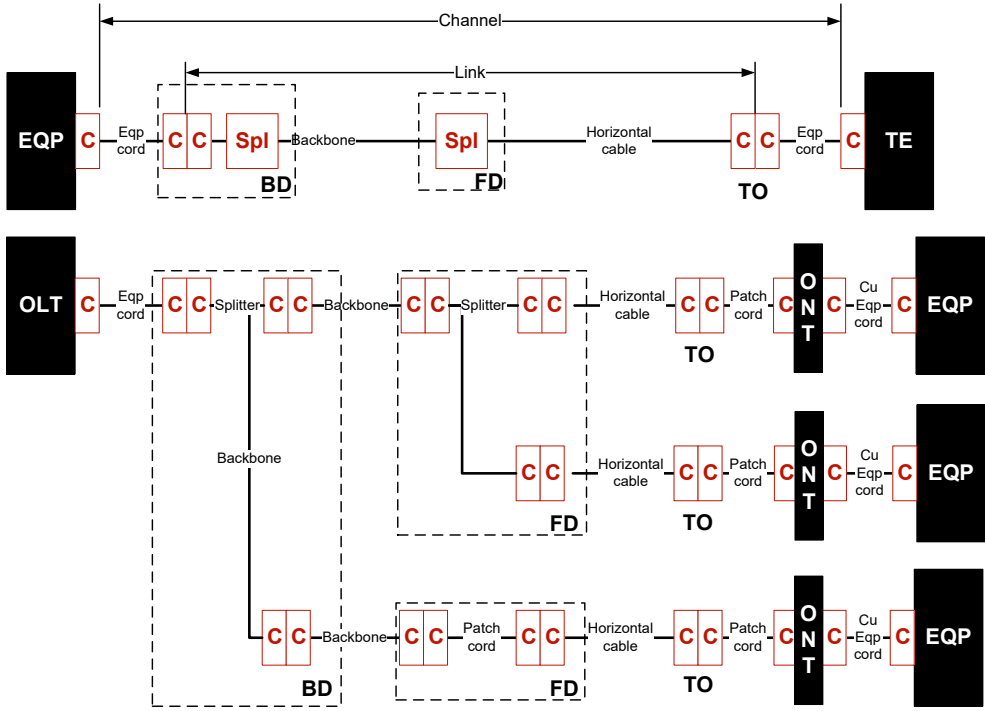 Channel
Link
EQP C Eqp cord C C Spl Backbone Spl Horizontal cable C C Eqp cord C TE
BD FD TO
OLT C Eqp cord C C Splitter C C Backbone C C Splitter C C Horizontal cable C C Patch cord C ONT C Cu Eqp cord C EQP
TO
Backbone C C Horizontal cable C C Patch cord C ONT C Cu Eqp cord C EQP
FD TO
C C Backbone C C Patch cord C C Horizontal cable C C Patch cord C ONT C Cu Eqp cord C EQP
BD FD TO